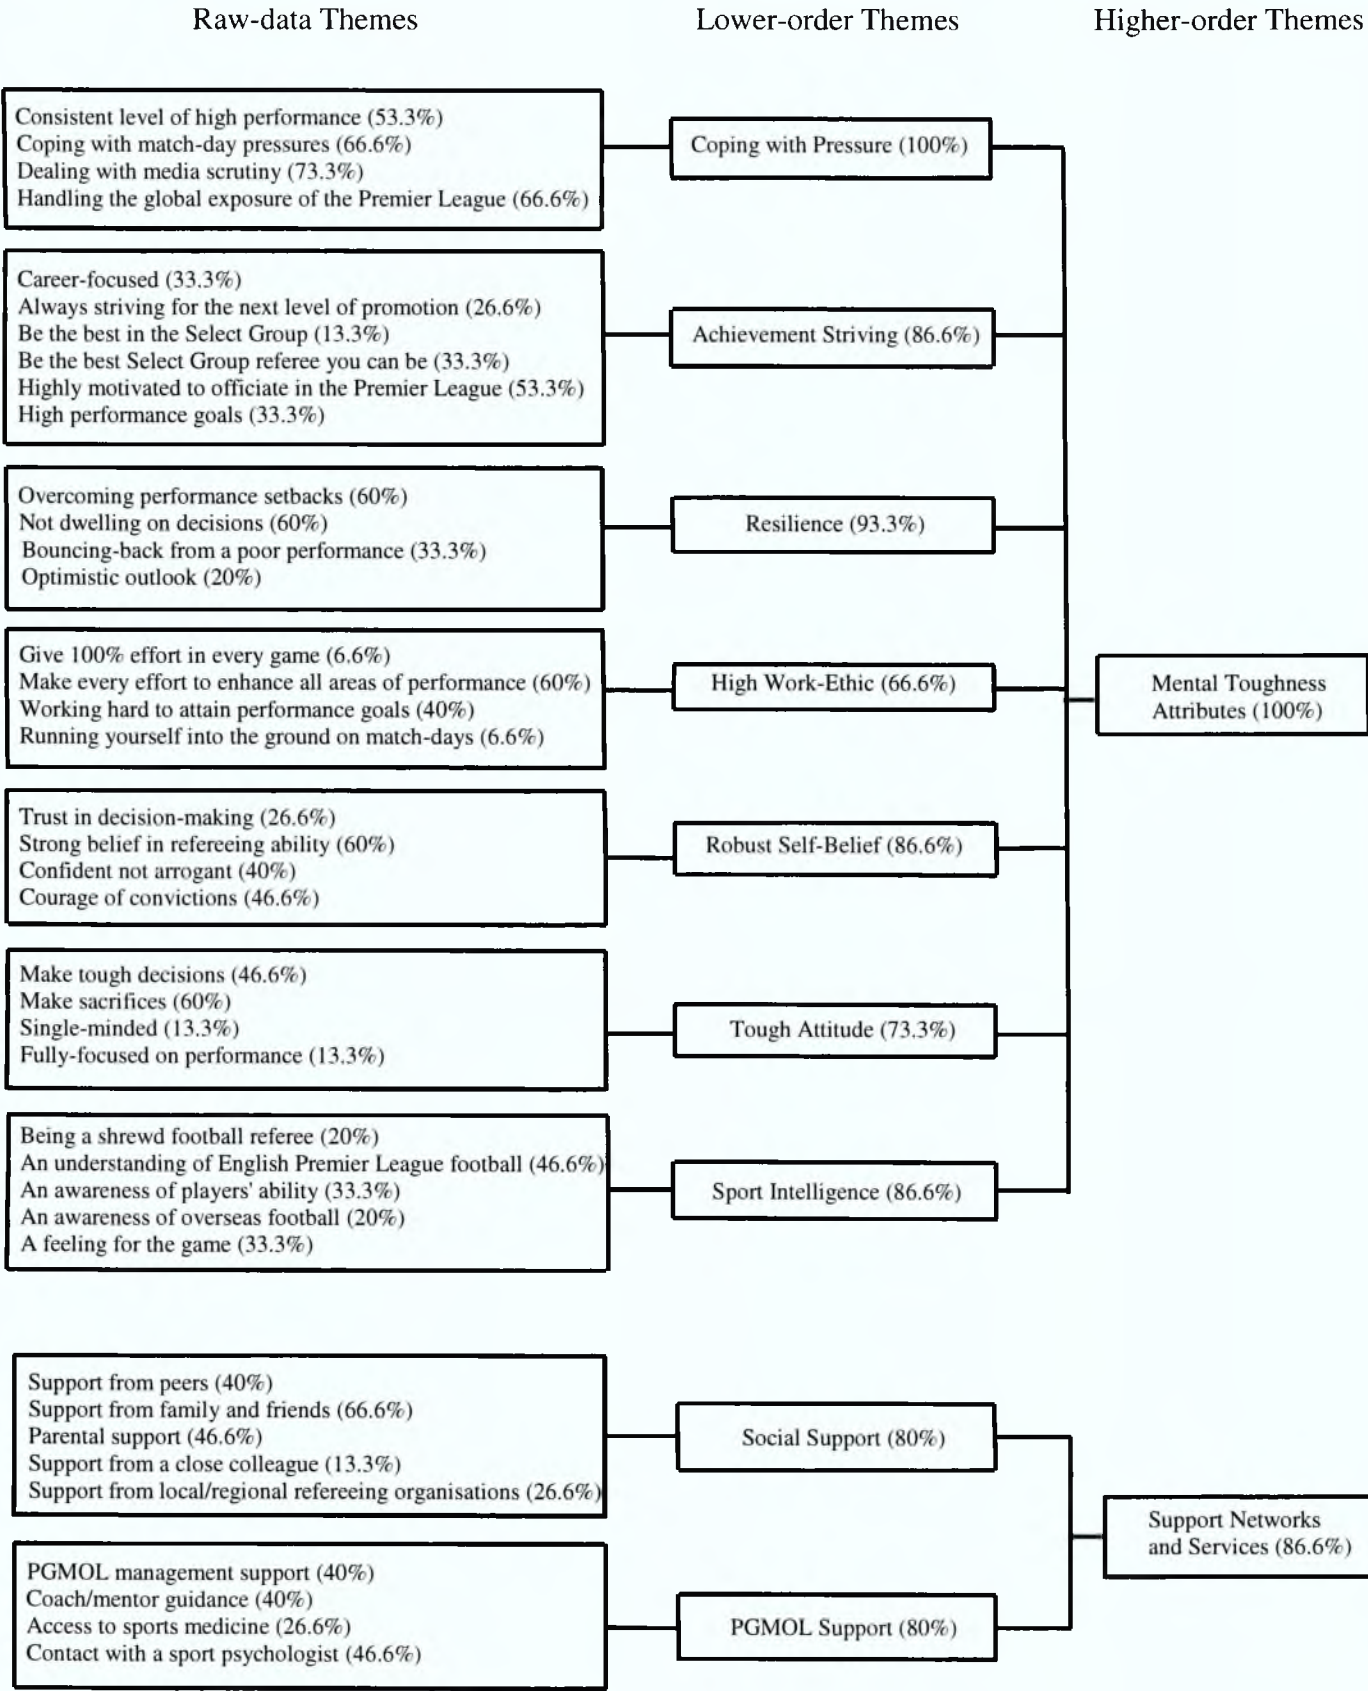 Raw-data Themes
Lower-order Themes
Higher-order Themes
Consistent level of high performance (53.3%)
Coping with match-day pressures (66.6%)
Dealing with media scrutiny (73.3%)
Handling the global exposure of the Premier League (66.6%)
Coping with Pressure (100%)
Career-focused (33.3%)
Always striving for the next level of promotion (26.6%)
Be the best in the Select Group (13.3%)
Be the best Select Group referee you can be (33.3%)
Highly motivated to officiate in the Premier League (53.3%)
High performance goals (33.3%)
Achievement Striving (86.6%)
Overcoming performance setbacks (60%)
Not dwelling on decisions (60%)
Bouncing-back from a poor performance (33.3%)
Optimistic outlook (20%)
Resilience (93.3%)
Give 100% effort in every game (6.6%)
Make every effort to enhance all areas of performance (60%)
Working hard to attain performance goals (40%)
Running yourself into the ground on match-days (6.6%)
High Work-Ethic (66.6%)
Mental Toughness
Attributes (100%)
Trust in decision-making (26.6%)
Strong belief in refereeing ability (60%)
Confident not arrogant (40%)
Courage of convictions (46.6%)
Robust Self-Belief (86.6%)
Make tough decisions (46.6%)
Make sacrifices (60%)
Single-minded (13.3%)
Fully-focused on performance (13.3%)
Tough Attitude (73.3%)
Being a shrewd football referee (20%)
An understanding of English Premier League football (46.6%)
An awareness of players' ability (33.3%)
An awareness of overseas football (20%)
A feeling for the game (33.3%)
Sport Intelligence (86.6%)
Support from peers (40%)
Support from family and friends (66.6%)
Parental support (46.6%)
Support from a close colleague (13.3%)
Support from local/regional refereeing organisations (26.6%)
Social Support (80%)
Support Networks
and Services (86.6%)
PGMOL management support (40%)
Coach/mentor guidance (40%)
Access to sports medicine (26.6%)
Contact with a sport psychologist (46.6%)
PGMOL Support (80%)